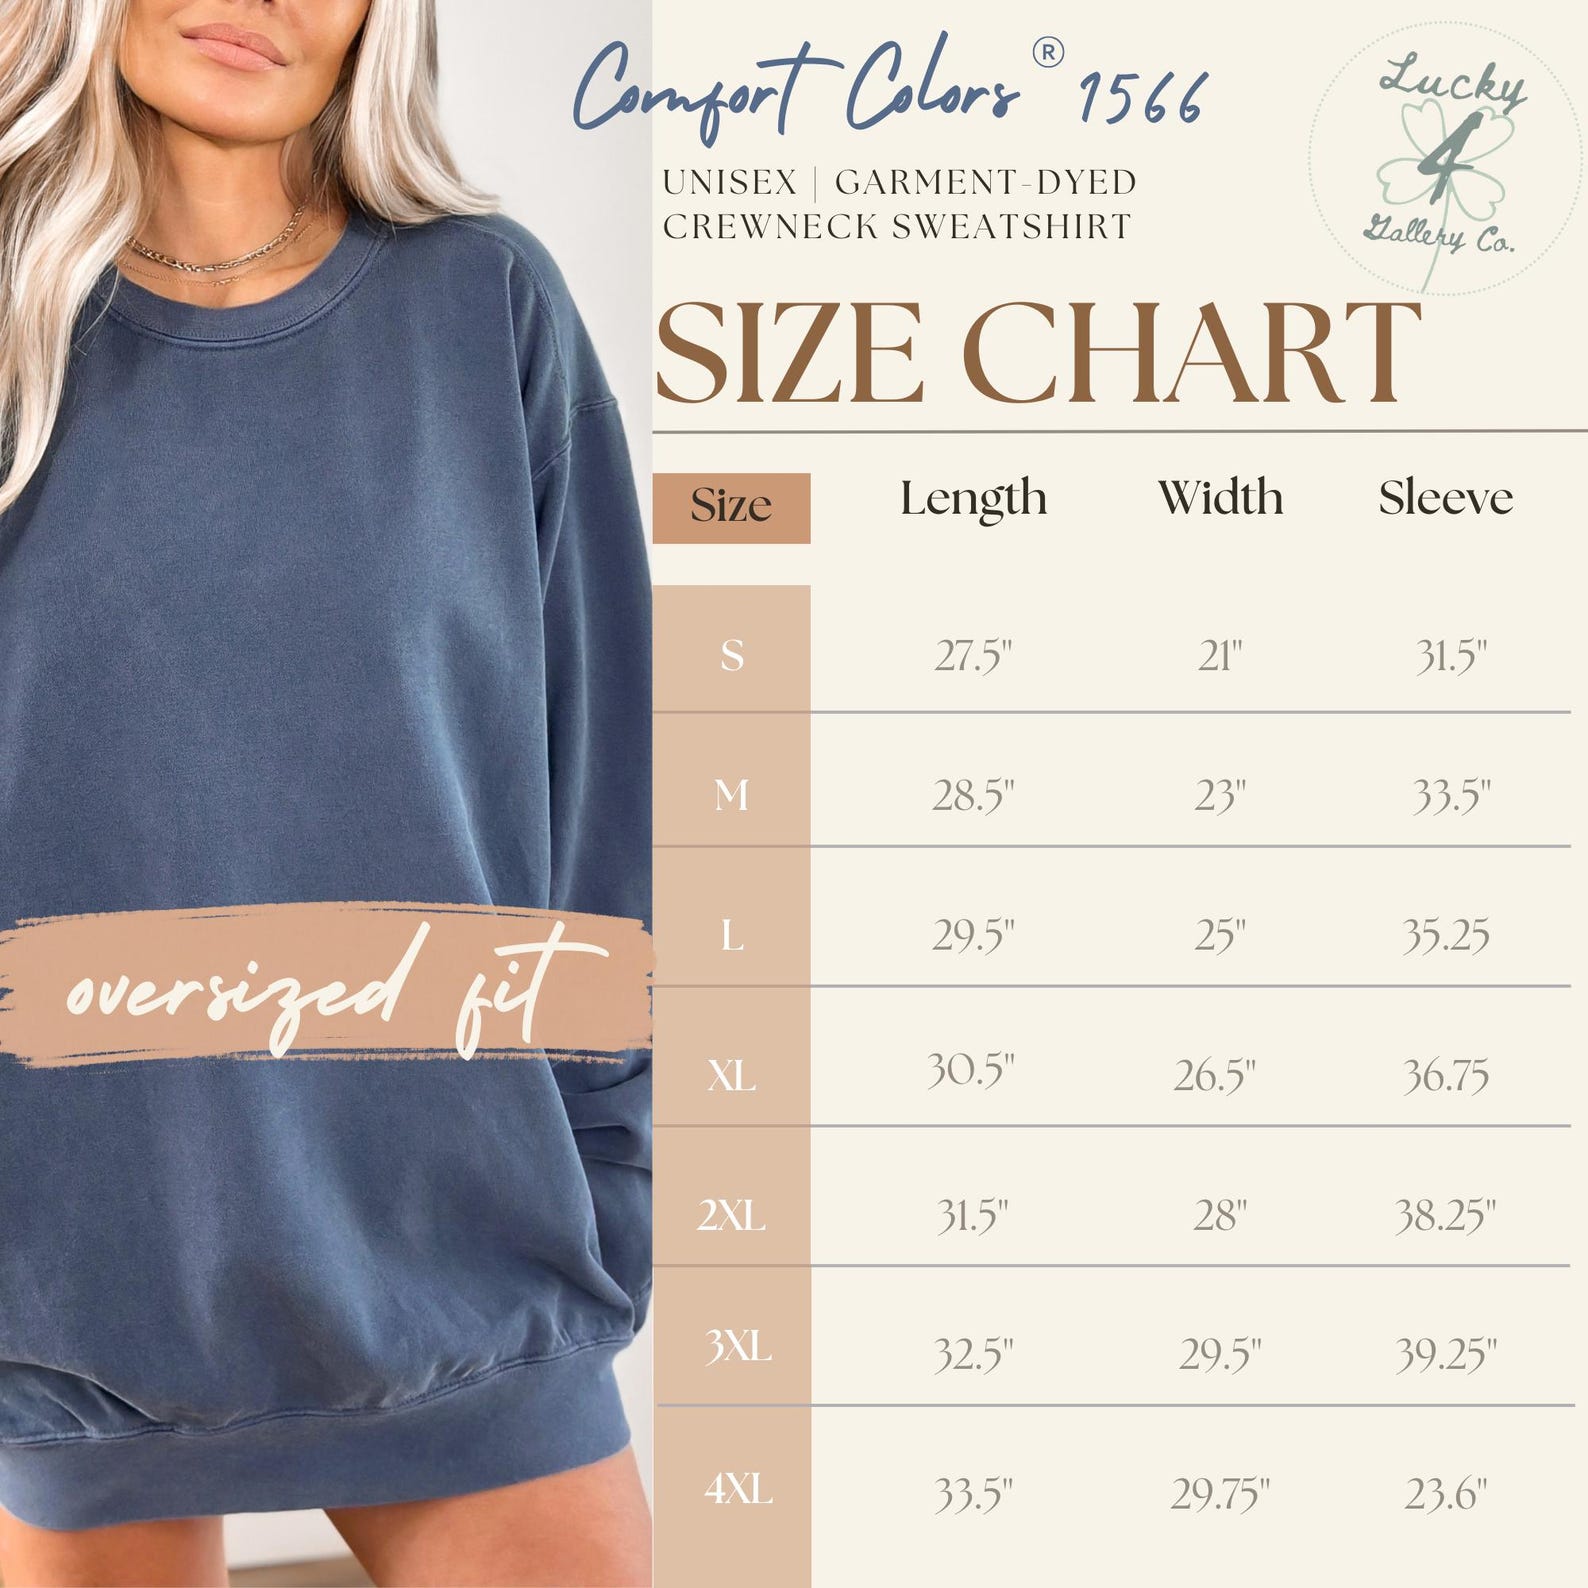 Comfort Colors® 1566
UNISEX | GARMENT-DYED
CREWNECK SWEATSHIRT
Lucky
4
Gallery Co.
SIZE CHART
Size Length Width Sleeve
S 27.5" 21" 31.5"
M 28.5" 23" 33.5"
L 29.5" 25" 35.25
XL 30.5" 26.5" 36.75
2XL 31.5" 28" 38.25"
3XL 32.5" 29.5" 39.25"
4XL 33.5" 29.75" 23.6"
oversized fit